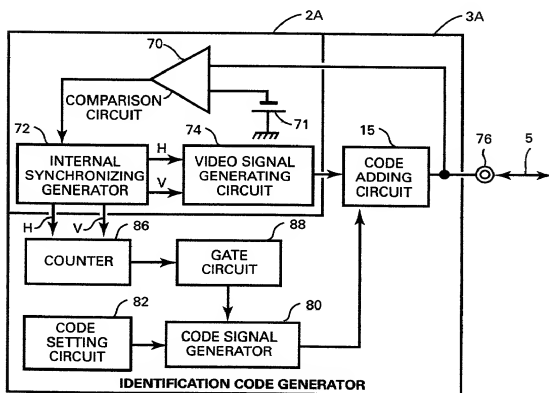 2A
3A
70
COMPARISON
CIRCUIT
71
72
H
74
15
76
5
INTERNAL
SYNCHRONIZING
GENERATOR
V
VIDEO SIGNAL
GENERATING
CIRCUIT
CODE
ADDING
CIRCUIT
H
V
86
88
COUNTER
GATE
CIRCUIT
82
80
CODE
SETTING
CIRCUIT
CODE SIGNAL
GENERATOR
IDENTIFICATION CODE GENERATOR